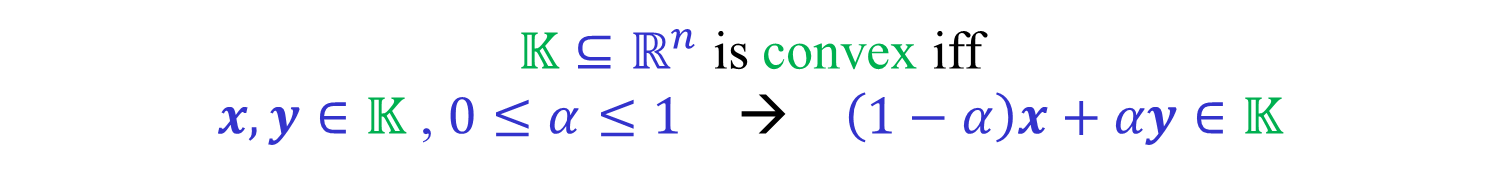 𝕂 ⊆ ℝⁿ is convex iff
𝒙, 𝒚 ∈ 𝕂 , 0 ≤ 𝛼 ≤ 1 → (1 − 𝛼)𝒙 + 𝛼𝒚 ∈ 𝕂